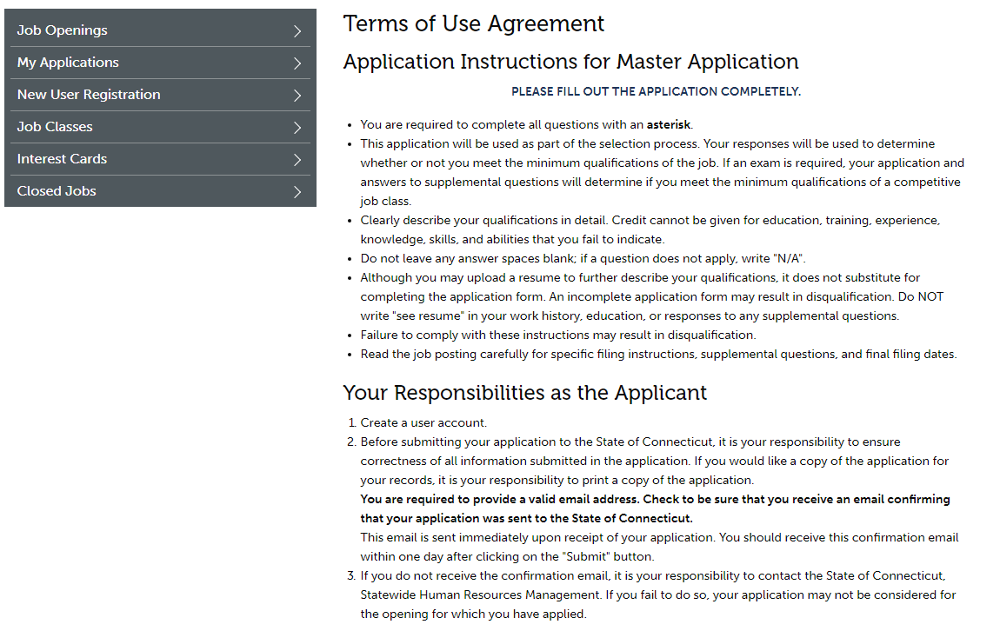 Job Openings
My Applications
New User Registration
Job Classes
Interest Cards
Closed Jobs
Terms of Use Agreement
Application Instructions for Master Application
PLEASE FILL OUT THE APPLICATION COMPLETELY.
• You are required to complete all questions with an asterisk.
• This application will be used as part of the selection process. Your responses will be used to determine
whether or not you meet the minimum qualifications of the job. If an exam is required, your application and
answers to supplemental questions will determine if you meet the minimum qualifications of a competitive
job class.
• Clearly describe your qualifications in detail. Credit cannot be given for education, training, experience,
knowledge, skills, and abilities that you fail to indicate.
• Do not leave any answer spaces blank; if a question does not apply, write "N/A".
• Although you may upload a resume to further describe your qualifications, it does not substitute for
completing the application form. An incomplete application form may result in disqualification. Do NOT
write "see resume" in your work history, education, or responses to any supplemental questions.
• Failure to comply with these instructions may result in disqualification.
• Read the job posting carefully for specific filing instructions, supplemental questions, and final filing dates.
Your Responsibilities as the Applicant
1. Create a user account.
2. Before submitting your application to the State of Connecticut, it is your responsibility to ensure
correctness of all information submitted in the application. If you would like a copy of the application for
your records, it is your responsibility to print a copy of the application.
You are required to provide a valid email address. Check to be sure that you receive an email confirming
that your application was sent to the State of Connecticut.
This email is sent immediately upon receipt of your application. You should receive this confirmation email
within one day after clicking on the "Submit" button.
3. If you do not receive the confirmation email, it is your responsibility to contact the State of Connecticut,
Statewide Human Resources Management. If you fail to do so, your application may not be considered for
the opening for which you have applied.